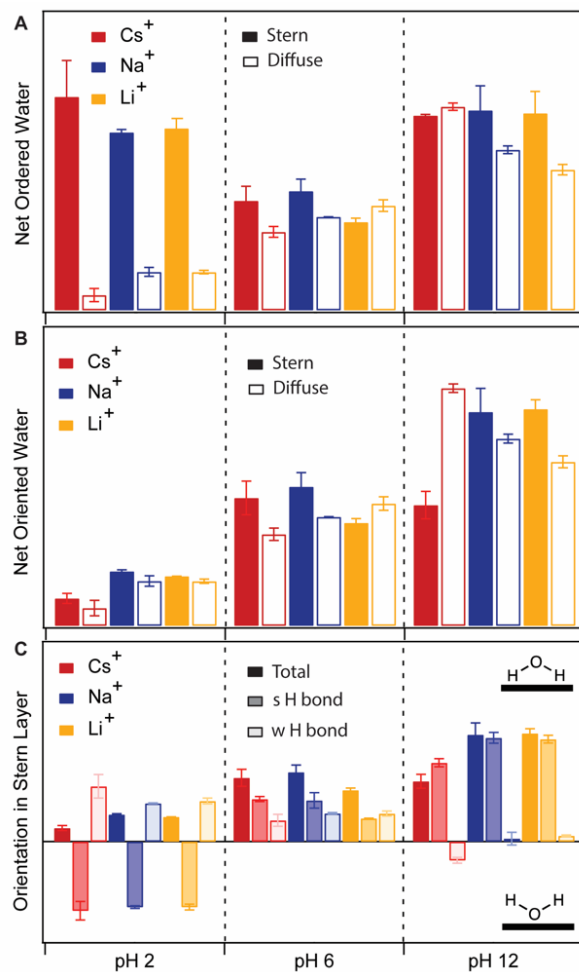 A
Net Ordered Water
Cs+
Na+
Li+
Stern
Diffuse
B
Net Oriented Water
Cs+
Na+
Li+
Stern
Diffuse
C
Orientation in Stern Layer
Cs+
Na+
Li+
Total
s H bond
w H bond
O
H H
H H
O
pH 2 pH 6 pH 12